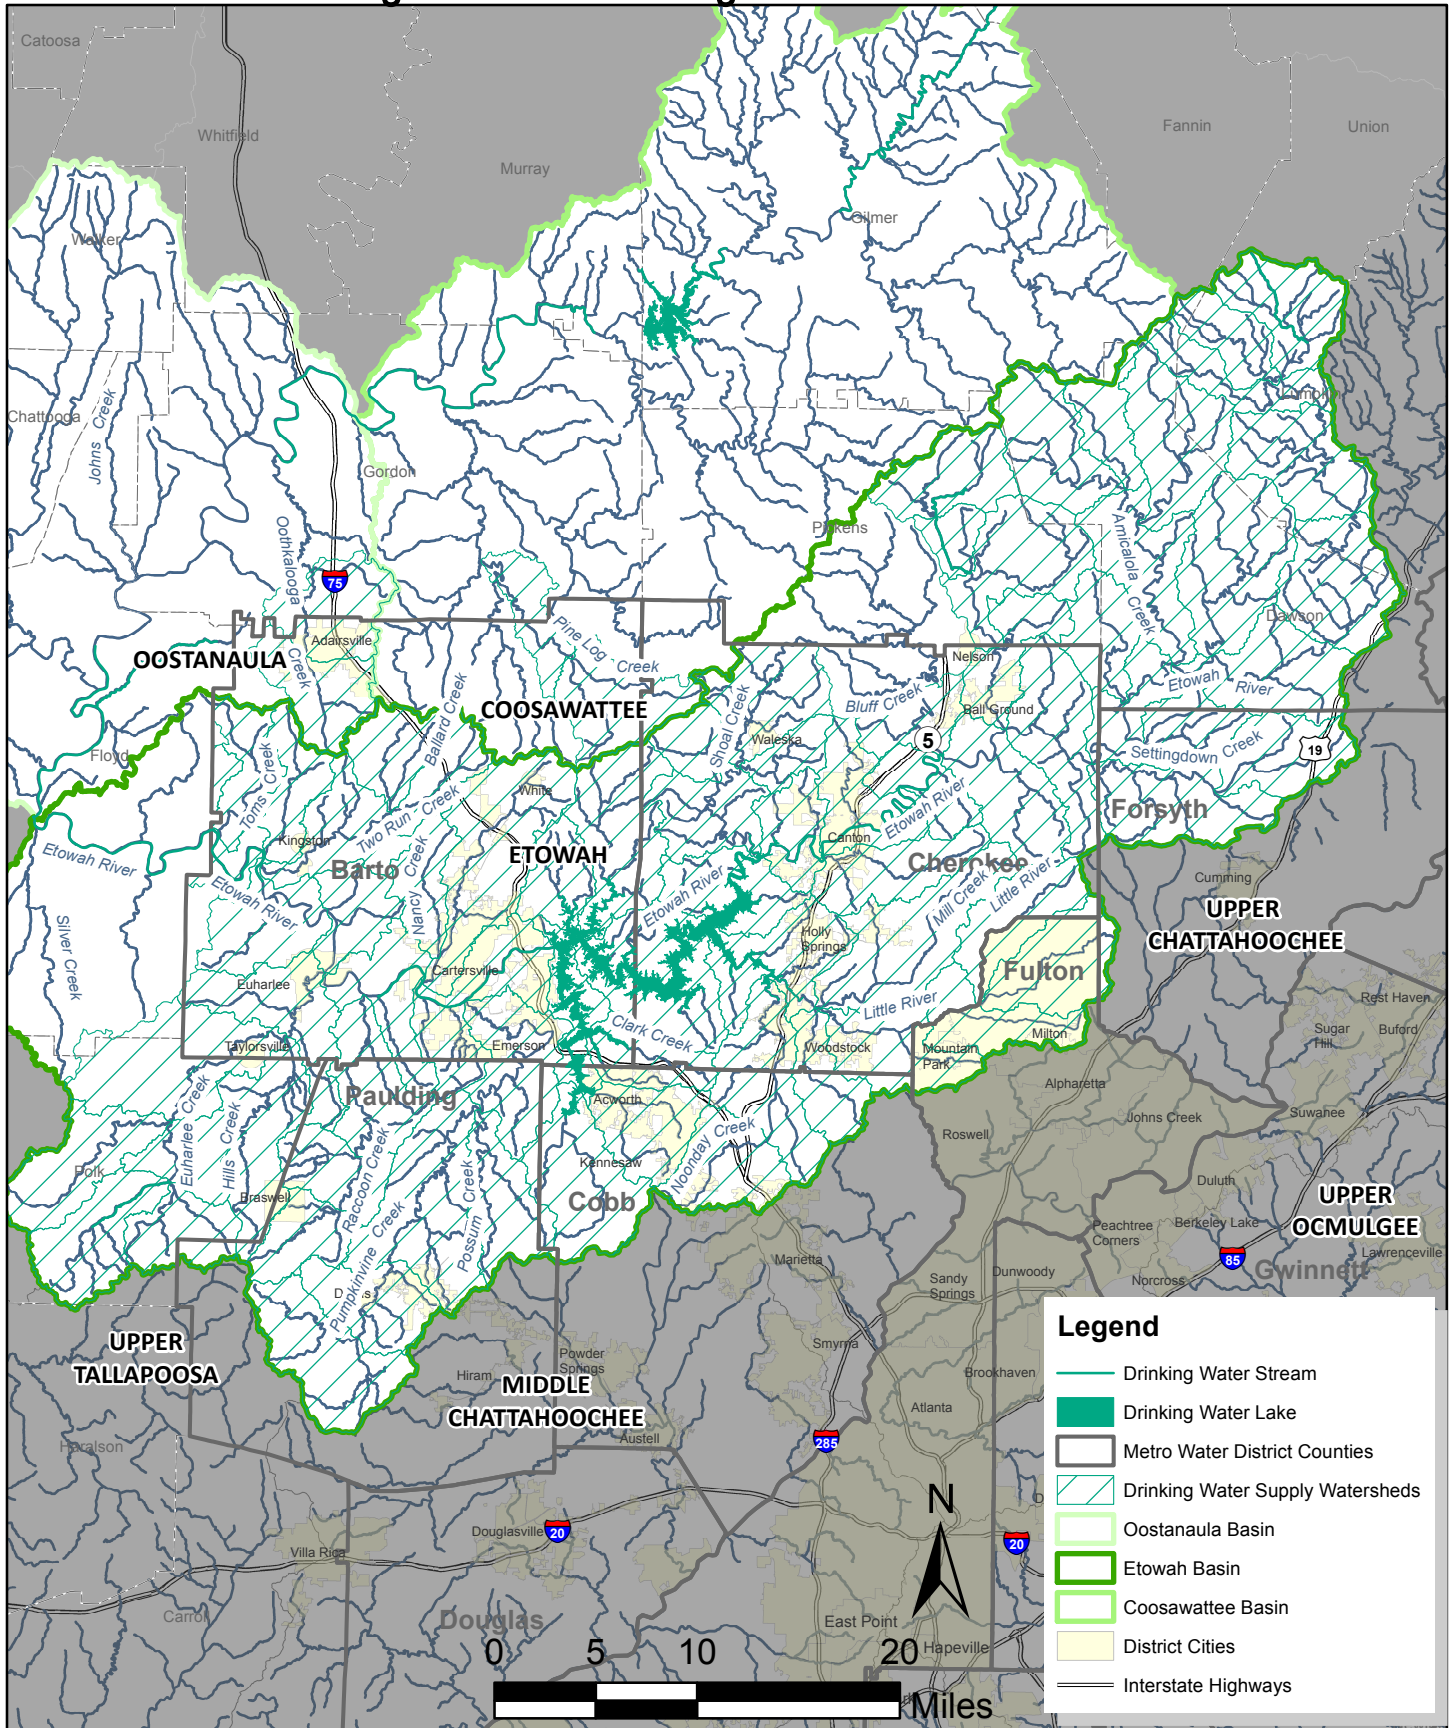 Catoosa
Whitfield
Murray
Fannin
Union
Walker
Gilmer
Chattooga
Johns Creek
Gordon
Lumpkin
Pickens
Oothkalooga
Creek
75
Amicalola Creek
Dawson
Adairsville
Pine Log Creek
OOSTANAULA
COOSAWATTEE
Nelson
Ball Ground
Bluff Creek
Etowah River
Floyd
Toms Creek
Ballard Creek
Shoal Creek
Waleska
5
Settingdown Creek
19
White
Two Run Creek
Kingston
Barto
Nancy Creek
ETOWAH
Etowah River
Canton
Cherokee
Forsyth
Etowah River
Etowah River
Etowah River
Silver Creek
Mill Creek
Little River
Cumming
UPPER
CHATTAHOOCHEE
Holly
Springs
Fulton
Euharlee
Cartersville
Little River
Clark Creek
Rest Haven
Sugar
Hill
Buford
Taylorsville
Emerson
Woodstock
Mountain
Park
Milton
Paulding
Acworth
Alpharetta
Johns Creek
Suwanee
Roswell
Euharlee Creek
Hills Creek
Raccoon Creek
Possum Creek
Pumpkinvine Creek
Noonday Creek
Kennesaw
Cobb
Polk
Braswell
Duluth
UPPER
OCMULGEE
Berkeley Lake
Peachtree
Corners
Lawrenceville
Marietta
85
Gwinnett
Norcross
Sandy
Springs
Dunwoody
UPPER
TALLAPOOSA
Hiram
Powder
Springs
Smyrna
MIDDLE
CHATTAHOOCHEE
Brookhaven
Atlanta
Haralson
Austell
285
Douglasville
20
20
Villa Rica
Carroll
Douglas
East Point
Hapeville
N
0 5 10 20
Miles
Legend
Drinking Water Stream
Drinking Water Lake
Metro Water District Counties
Drinking Water Supply Watersheds
Oostanaula Basin
Etowah Basin
Coosawattee Basin
District Cities
Interstate Highways